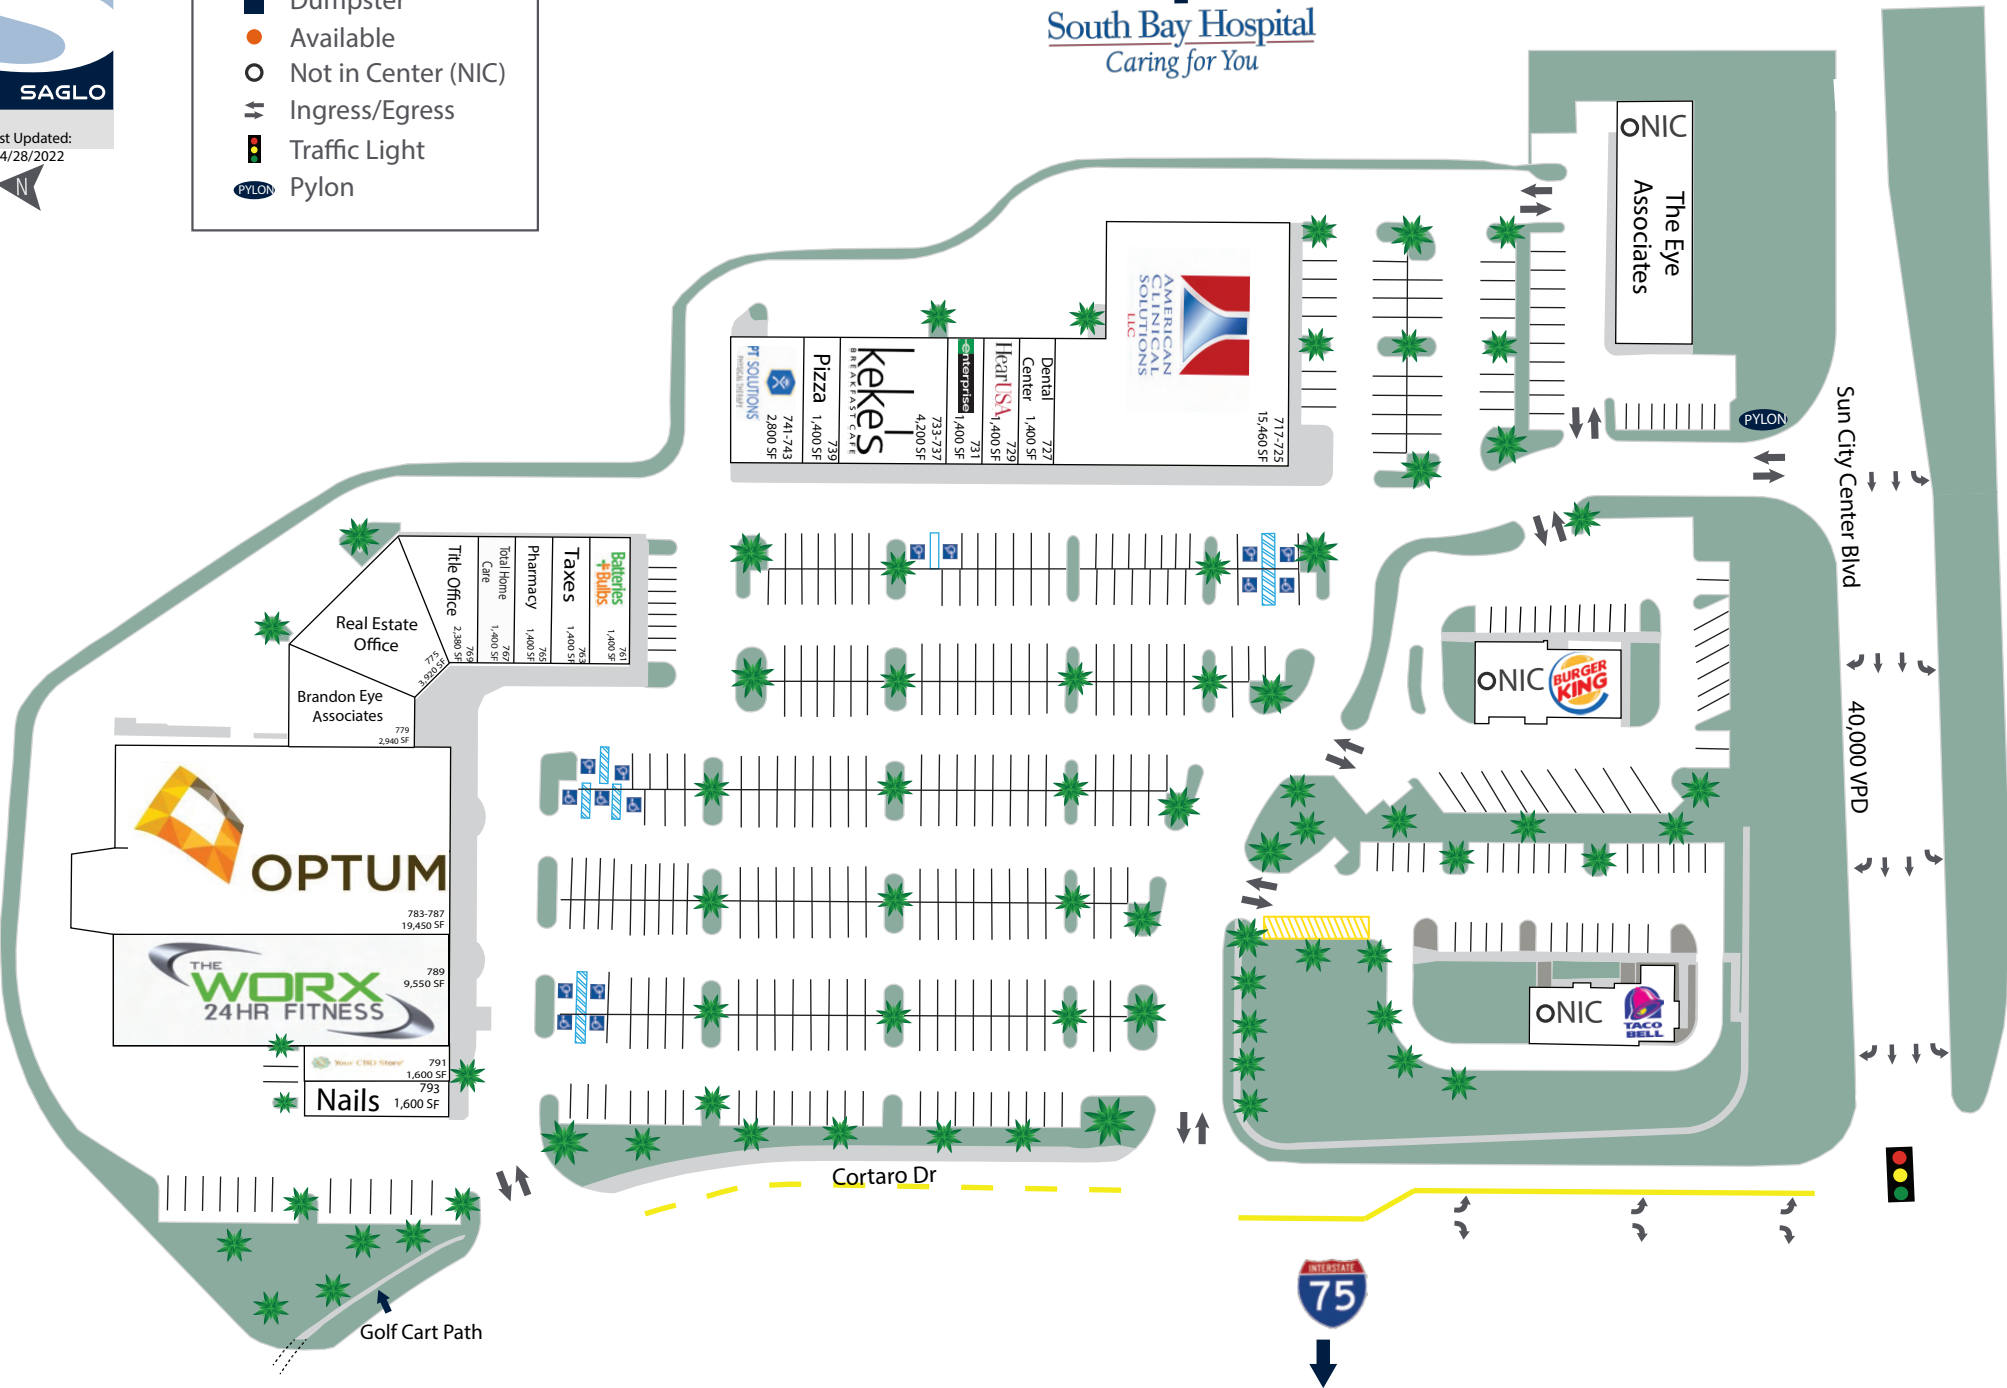 Dumpster
Available
Not in Center (NIC)
Ingress/Egress
Traffic Light
PYLON Pylon
SAGLO
st Updated:
4/28/2022
N
South Bay Hospital
Caring for You
NIC
The Eye
Associates
PYLON
Sun City Center Blvd
40,000 VPD
AMERICAN
CLINICAL
SOLUTIONS
LLC
717-725
15,460 SF
Dental
Center
727
1,400 SF
HearUSA
729
1,400 SF
enterprise
731
1,400 SF
kekes
BREAKFAST CAFE
733-737
4,200 SF
Pizza
739
1,400 SF
PT SOLUTIONS
PHYSICAL THERAPY
741-743
2,800 SF
Batteries
+Bulbs
761
1,400 SF
Taxes
763
1,400 SF
Pharmacy
765
1,400 SF
Total Home
Care
767
1,400 SF
Title Office
769
2,380 SF
Real Estate
Office
775
3,920 SF
Brandon Eye
Associates
779
2,940 SF
OPTUM
783-787
19,450 SF
THE
WORX
24HR FITNESS
789
9,550 SF
Your CBD Store
791
1,600 SF
Nails
793
1,600 SF
NIC
BURGER
KING
NIC
TACO
BELL
Cortaro Dr
INTERSTATE
75
Golf Cart Path